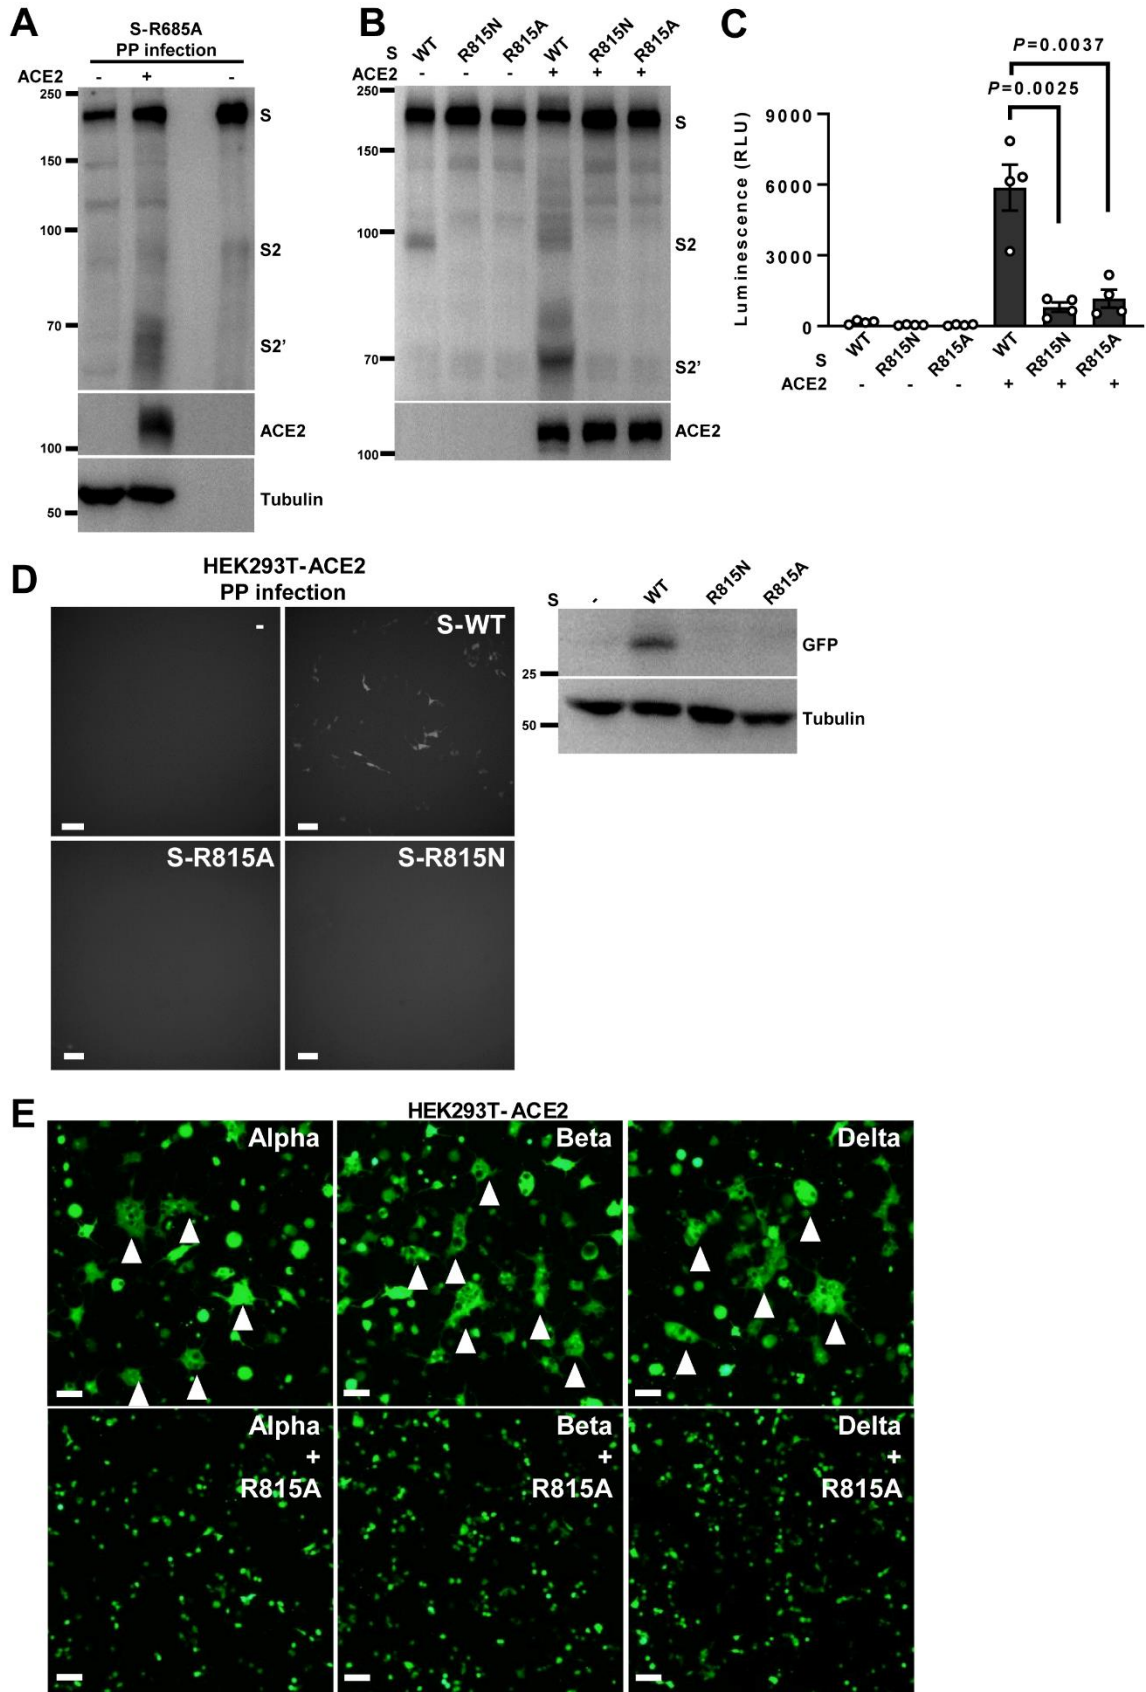 A
S-R685A
PP infection
ACE2 - + -
250
150
100
70
S
S2
S2'
100
ACE2
50
Tubulin
B
S WT R815N R815A WT R815N R815A
ACE2 - - - + + +
250
150
100
70
S
S2
S2'
100
ACE2
C
P=0.0037
P=0.0025
Luminescence (RLU)
9000
6000
3000
0
S WT R815N R815A WT R815N R815A
ACE2 - - - + + +
D
HEK293T-ACE2
PP infection
-
S-WT
S-R815A
S-R815N
S - WT R815N R815A
GFP
25
50
Tubulin
E
HEK293T-ACE2
Alpha
Beta
Delta
Alpha
+
R815A
Beta
+
R815A
Delta
+
R815A